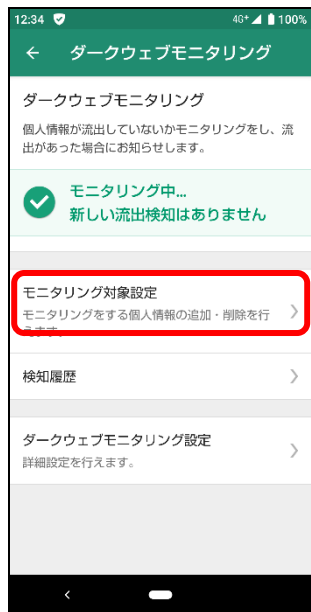 12:34 4G+ 100%
ダークウェブモニタリング
ダークウェブモニタリング
個人情報が流出していないかモニタリングをし、流
出があった場合にお知らせします。
モニタリング中...
新しい流出検知はありません
モニタリング対象設定
モニタリングをする個人情報の追加・削除を行
えます。
検知履歴
ダークウェブモニタリング設定
詳細設定を行えます。